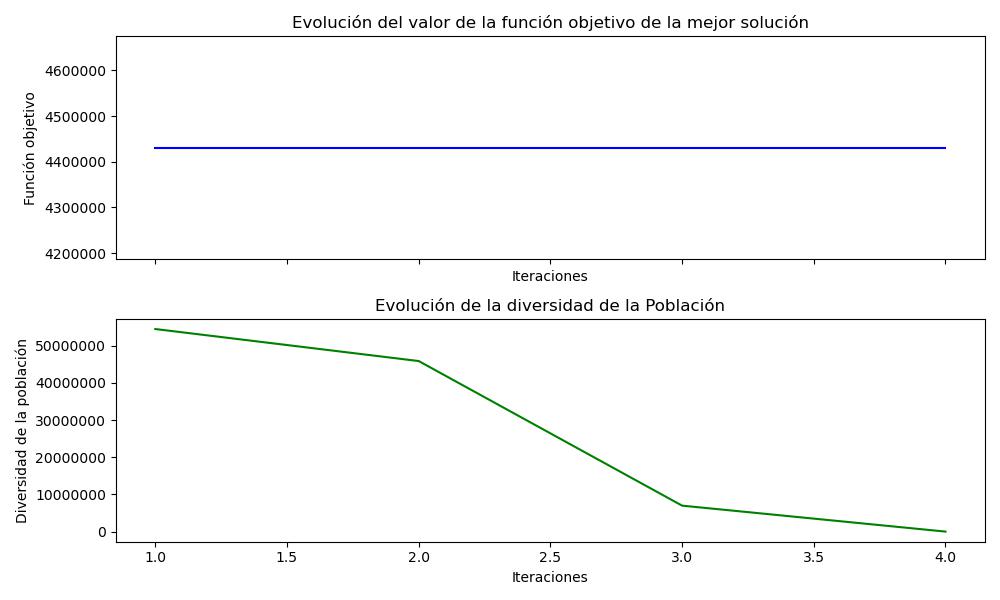 Evolución del valor de la función objetivo de la mejor solución
Función objetivo
4600000
4500000
4400000
4300000
4200000
Iteraciones
Evolución de la diversidad de la Población
Diversidad de la población
50000000
40000000
30000000
20000000
10000000
0
1.0 1.5 2.0 2.5 3.0 3.5 4.0
Iteraciones